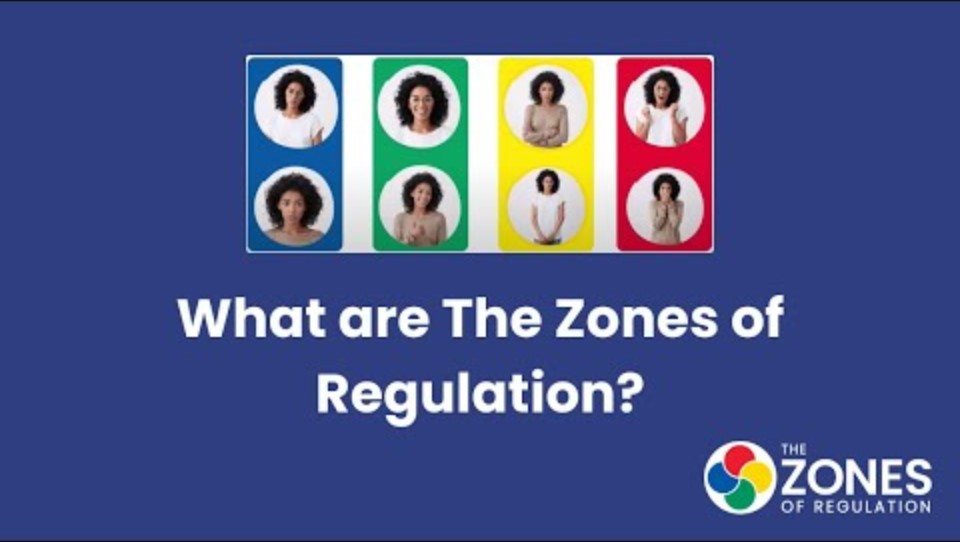 What are The Zones of
Regulation?
THE
ZONES
OF REGULATION